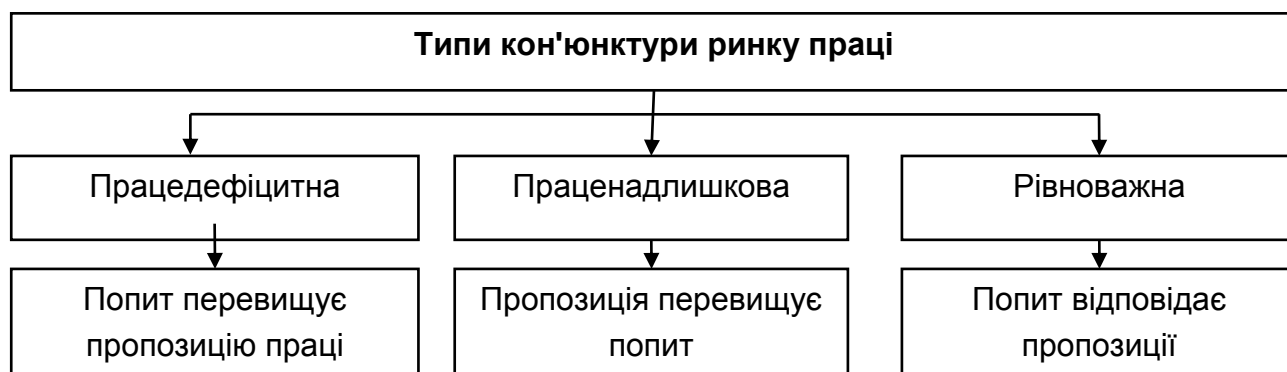 Типи кон'юнктури ринку праці
Працедефіцитна
Праценадлишкова
Рівноважна
Попит перевищує
пропозицію праці
Пропозиція перевищує
попит
Попит відповідає
пропозиції